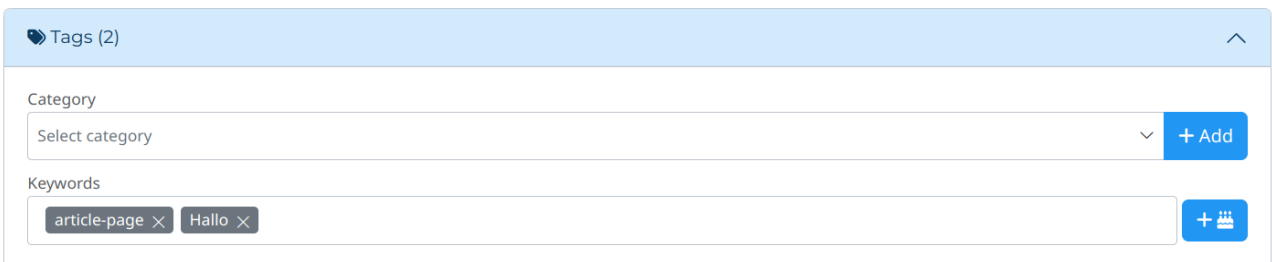 Tags (2)
Category
Select category
+ Add
Keywords
article-page × Hallo ×
+